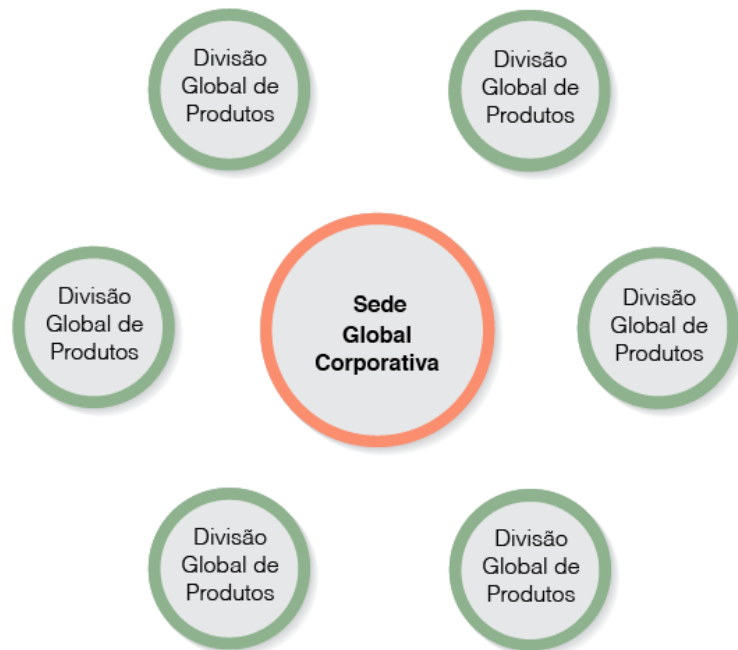 Divisão
Global de
Produtos
Divisão
Global de
Produtos
Divisão
Global de
Produtos
Sede
Global
Corporativa
Divisão
Global de
Produtos
Divisão
Global de
Produtos
Divisão
Global de
Produtos